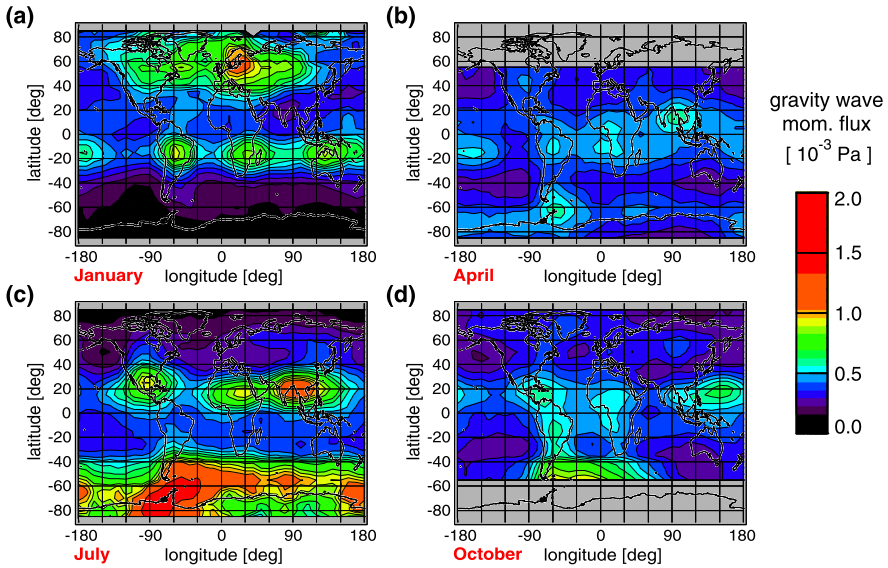 (a)
80
60
40
20
0
-20
-40
-60
-80
latitude [deg]
-180 -90 0 90 180
January longitude [deg]
(b)
80
60
40
20
0
-20
-40
-60
-80
latitude [deg]
-180 -90 0 90 180
April longitude [deg]
gravity wave
mom. flux
[ 10-3 Pa ]
2.0
1.5
1.0
0.5
0.0
(c)
80
60
40
20
0
-20
-40
-60
-80
latitude [deg]
-180 -90 0 90 180
July longitude [deg]
(d)
80
60
40
20
0
-20
-40
-60
-80
latitude [deg]
-180 -90 0 90 180
October longitude [deg]